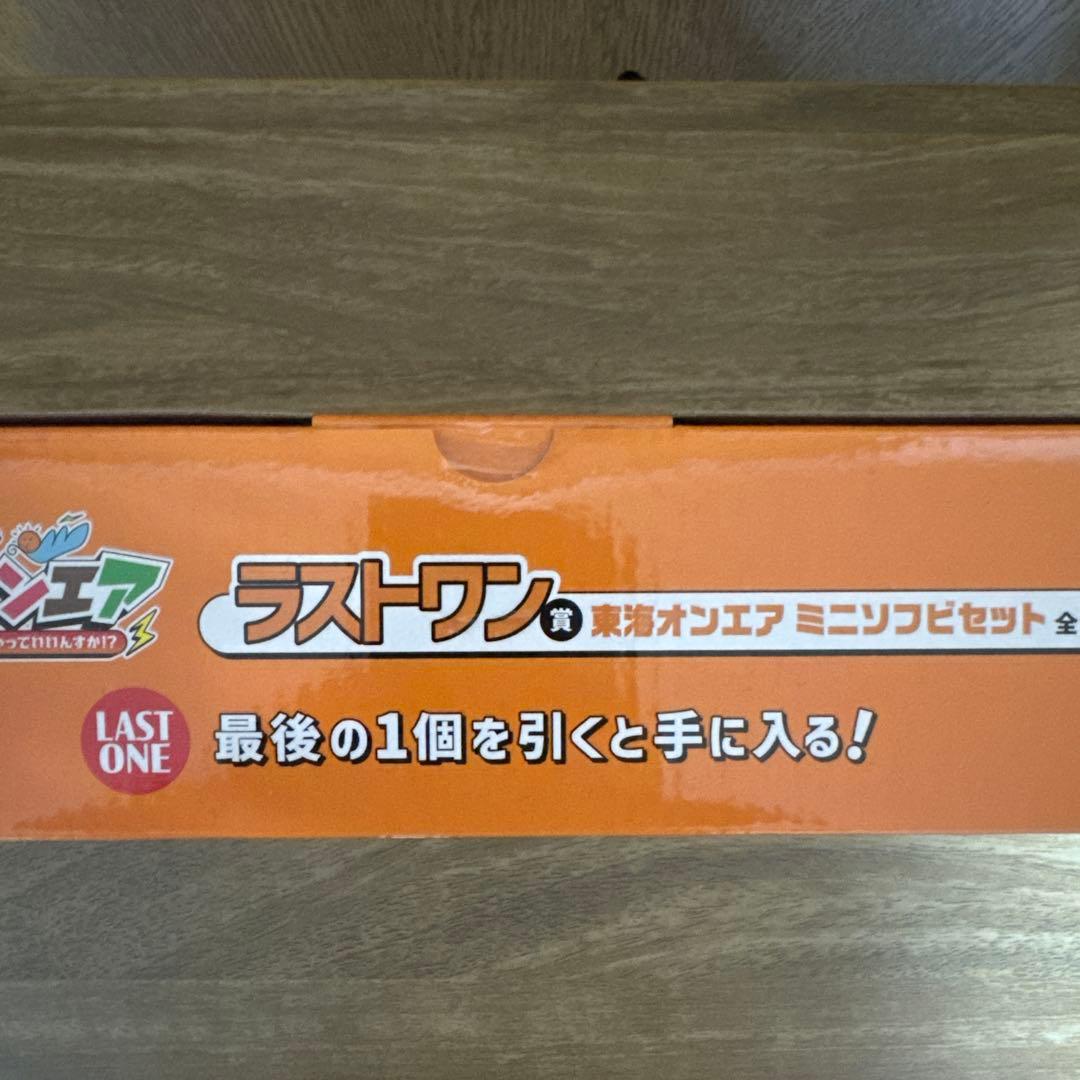 ンエア
やっていいんすか!?
ラストワン賞 東海オンエア ミニソフビセット 全
LAST
ONE
最後の1個を引くと手に入る!